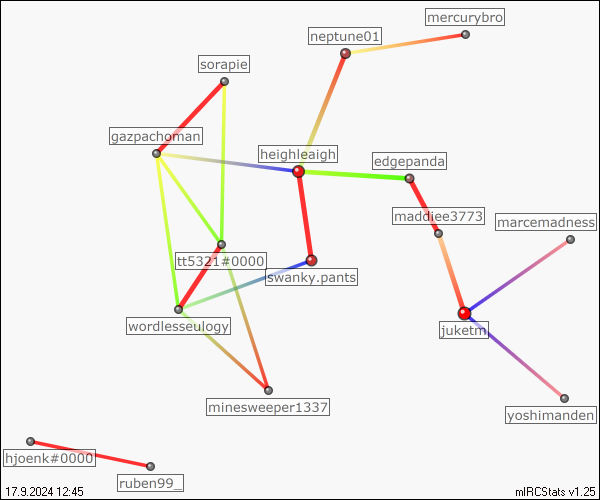 mercurybro
neptune01
sorapie
gazpachoman
heighleaigh
edgepanda
maddiee3773
marcemadness
tt5321#0000
swanky.pants
wordlesseulogy
juketm
minesweeper1337
yoshimanden
hjoenk#0000
ruben99_
17.9.2024 12:45
mIRCStats v1.25